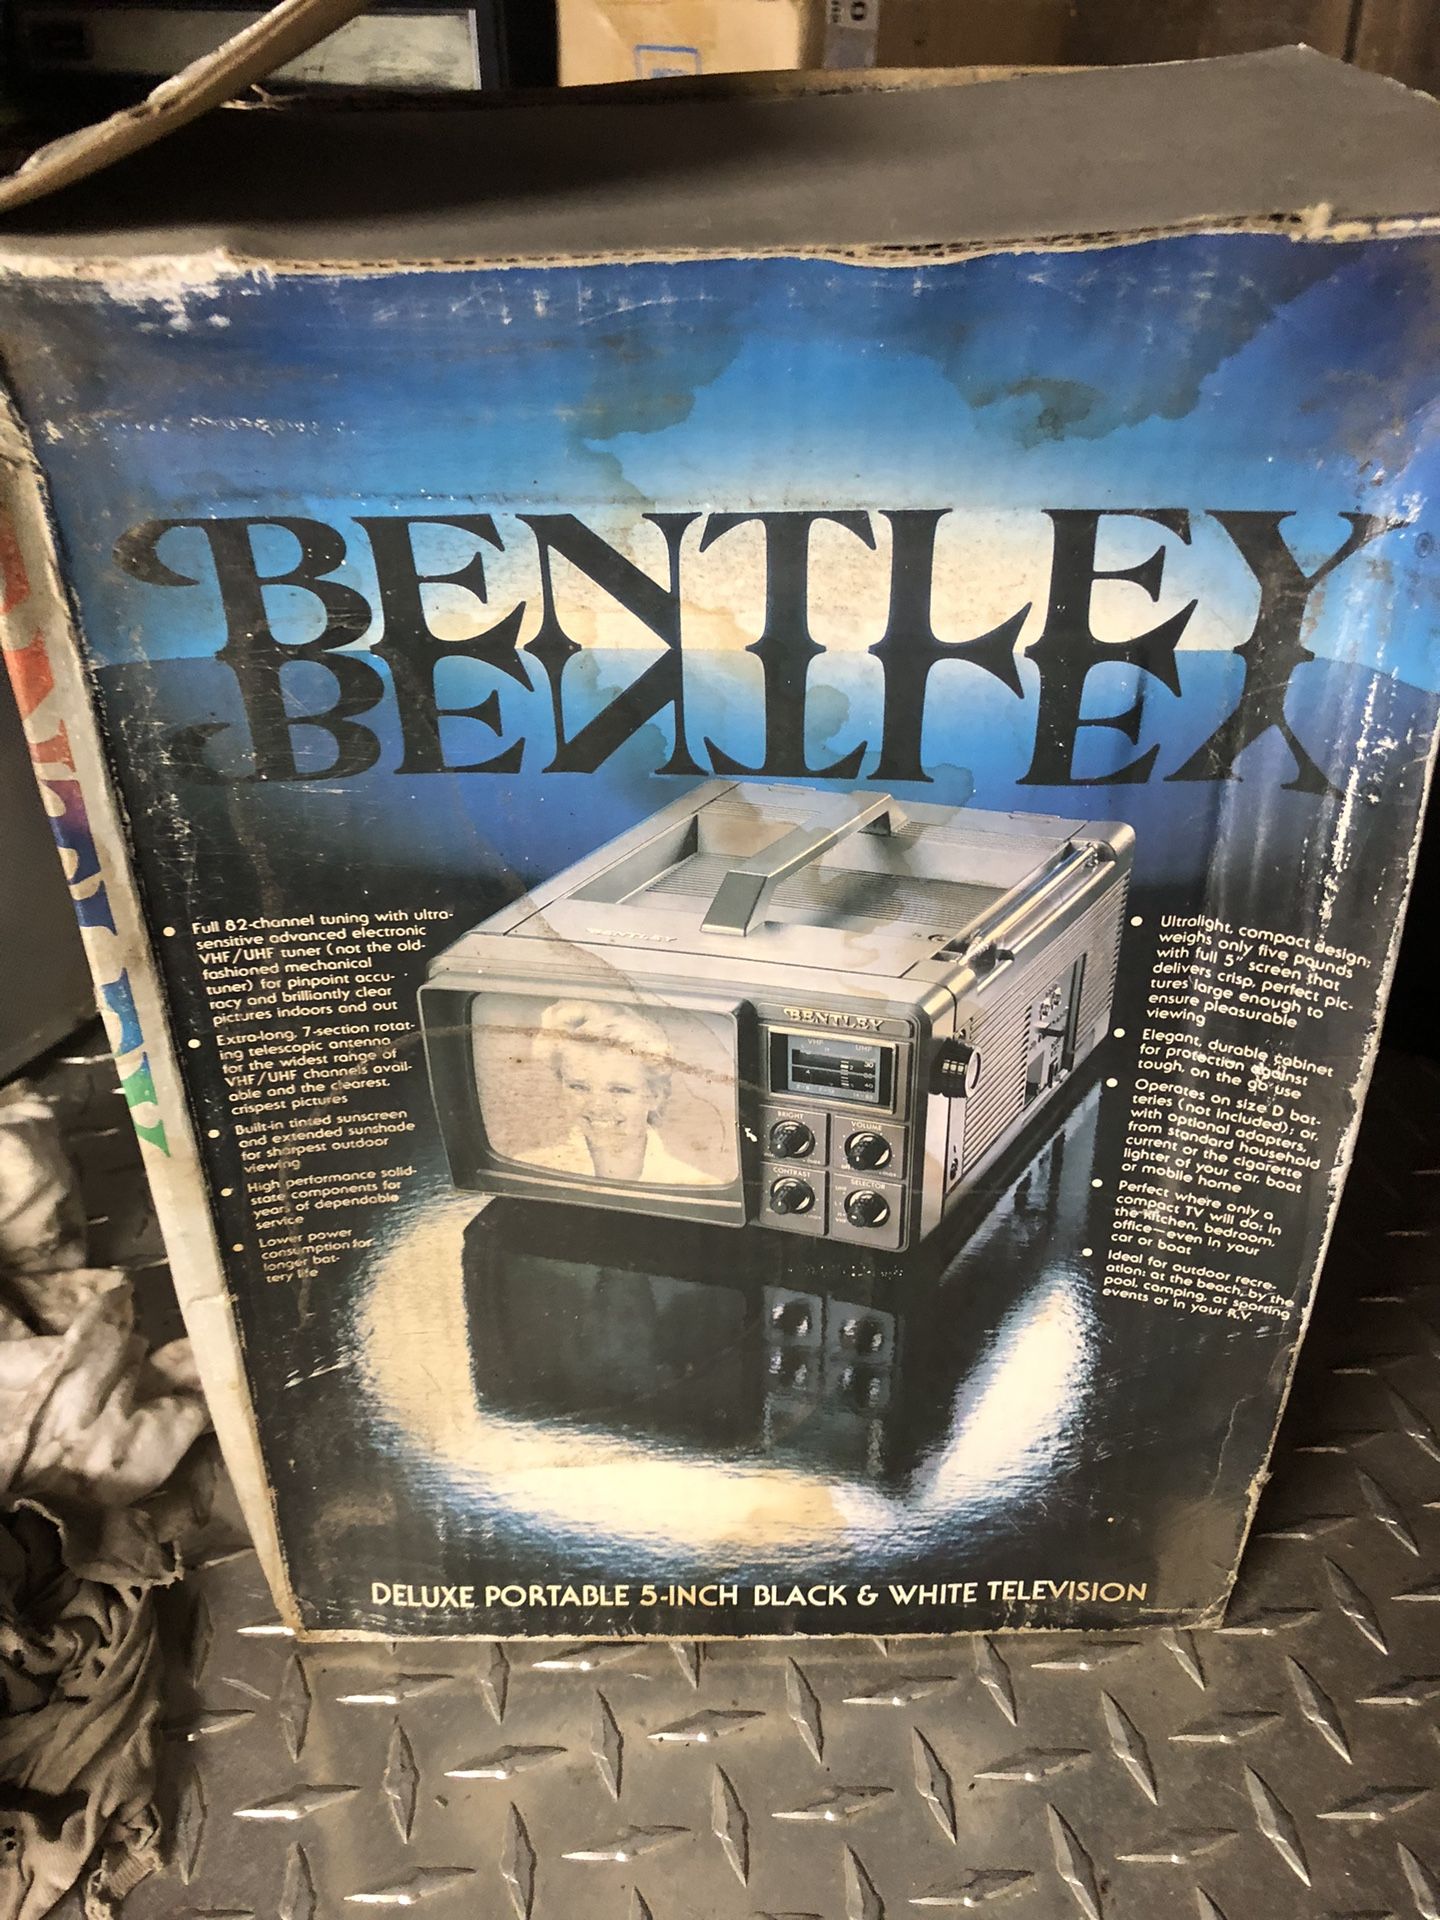 BENTLEY
Full 82-channel tuning with ultra-
sensitive advanced electronic
VHF/UHF tuner (not the old-
fashioned mechanical
tuner) for pinpoint accu-
racy and brilliantly clear
pictures indoors and out
Extra-long, 7-section rotat-
ing telescopic antenna
for the widest range of
VHF/UHF channels avail-
able and the clearest,
crispest pictures
Built-in tinted sunscreen
and extended sunshade
for sharpest outdoor
viewing
High performance solid-
state components for
years of dependable
service
Lower power
consumption for
longer bat-
tery life
BENTLEY
BENTLEY
VHF UHF
BRIGHT
VOLUME
CONTRAST
SELECTOR
Ultralight, compact design;
weighs only five pounds
with full 5" screen that
delivers crisp, perfect pic-
tures large enough to
ensure pleasurable
viewing
Elegant, durable cabinet
for protection against
tough, on the go use
Operates on size D bat-
teries (not included); or,
with optional adapters,
from standard household
current or the cigarette
lighter of your car, boat
or mobile home
Perfect where only a
compact TV will do: in
the kitchen, bedroom,
office—even in your
car or boat
Ideal for outdoor recre-
ation: at the beach, by the
pool, camping, at sporting
events or in your R.V.
DELUXE PORTABLE 5-INCH BLACK & WHITE TELEVISION